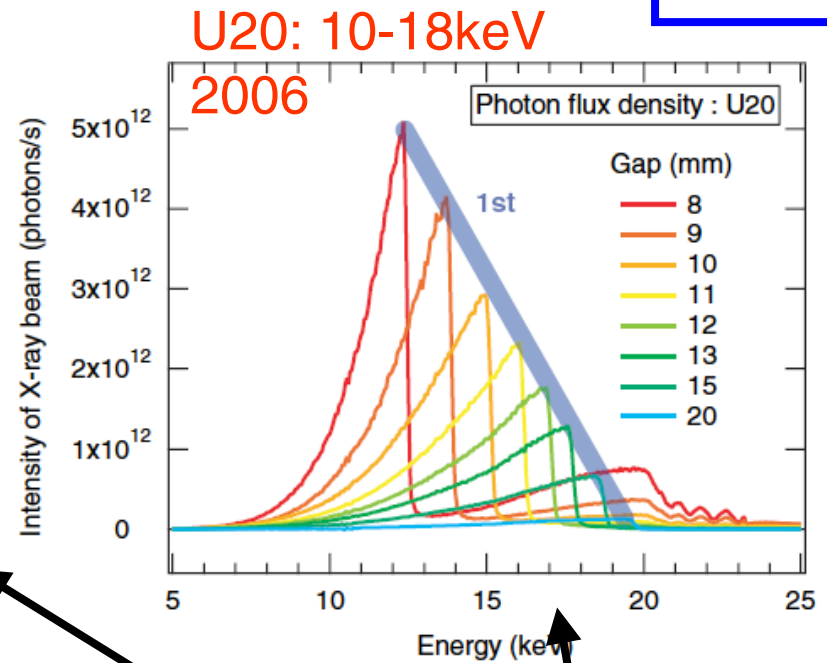 U20: 10-18keV
2006
Photon flux density : U20
Gap (mm)
8
9
10
11
12
13
15
20
1st
Intensity of X-ray beam (photons/s)
5x10¹²
4x10¹²
3x10¹²
2x10¹²
1x10¹²
0
5 10 15 20 25
Energy (keV)